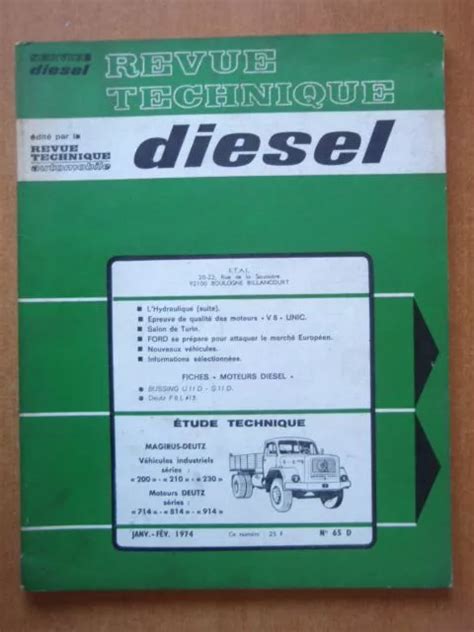 SERVICE
diesel
REVUE
TECHNIQUE
diesel
édité par la
REVUE
TECHNIQUE
automobile
E.T.A.I.
20-22, Rue de la Saussière
92100 BOULOGNE BILLANCOURT
■ L'Hydraulique (suite).
■ Epreuve de qualité des moteurs « V 8 » UNIC.
■ Salon de Turin.
■ FORD se prépare pour attaquer le marché Européen.
■ Nouveaux véhicules.
■ Informations sélectionnées.
FICHES « MOTEURS DIESEL »
■ BUSSING U 11 D - S 11 D.
■ Deutz F 8 L 413.
ÉTUDE TECHNIQUE
MAGIRUS-DEUTZ
Véhicules industriels
séries :
« 200 » - « 210 » - « 230 »
Moteurs DEUTZ
séries :
« 714 » - « 814 » - « 914 »
JANV.-FÉV. 1974 Ce numéro 25 F N° 65 D